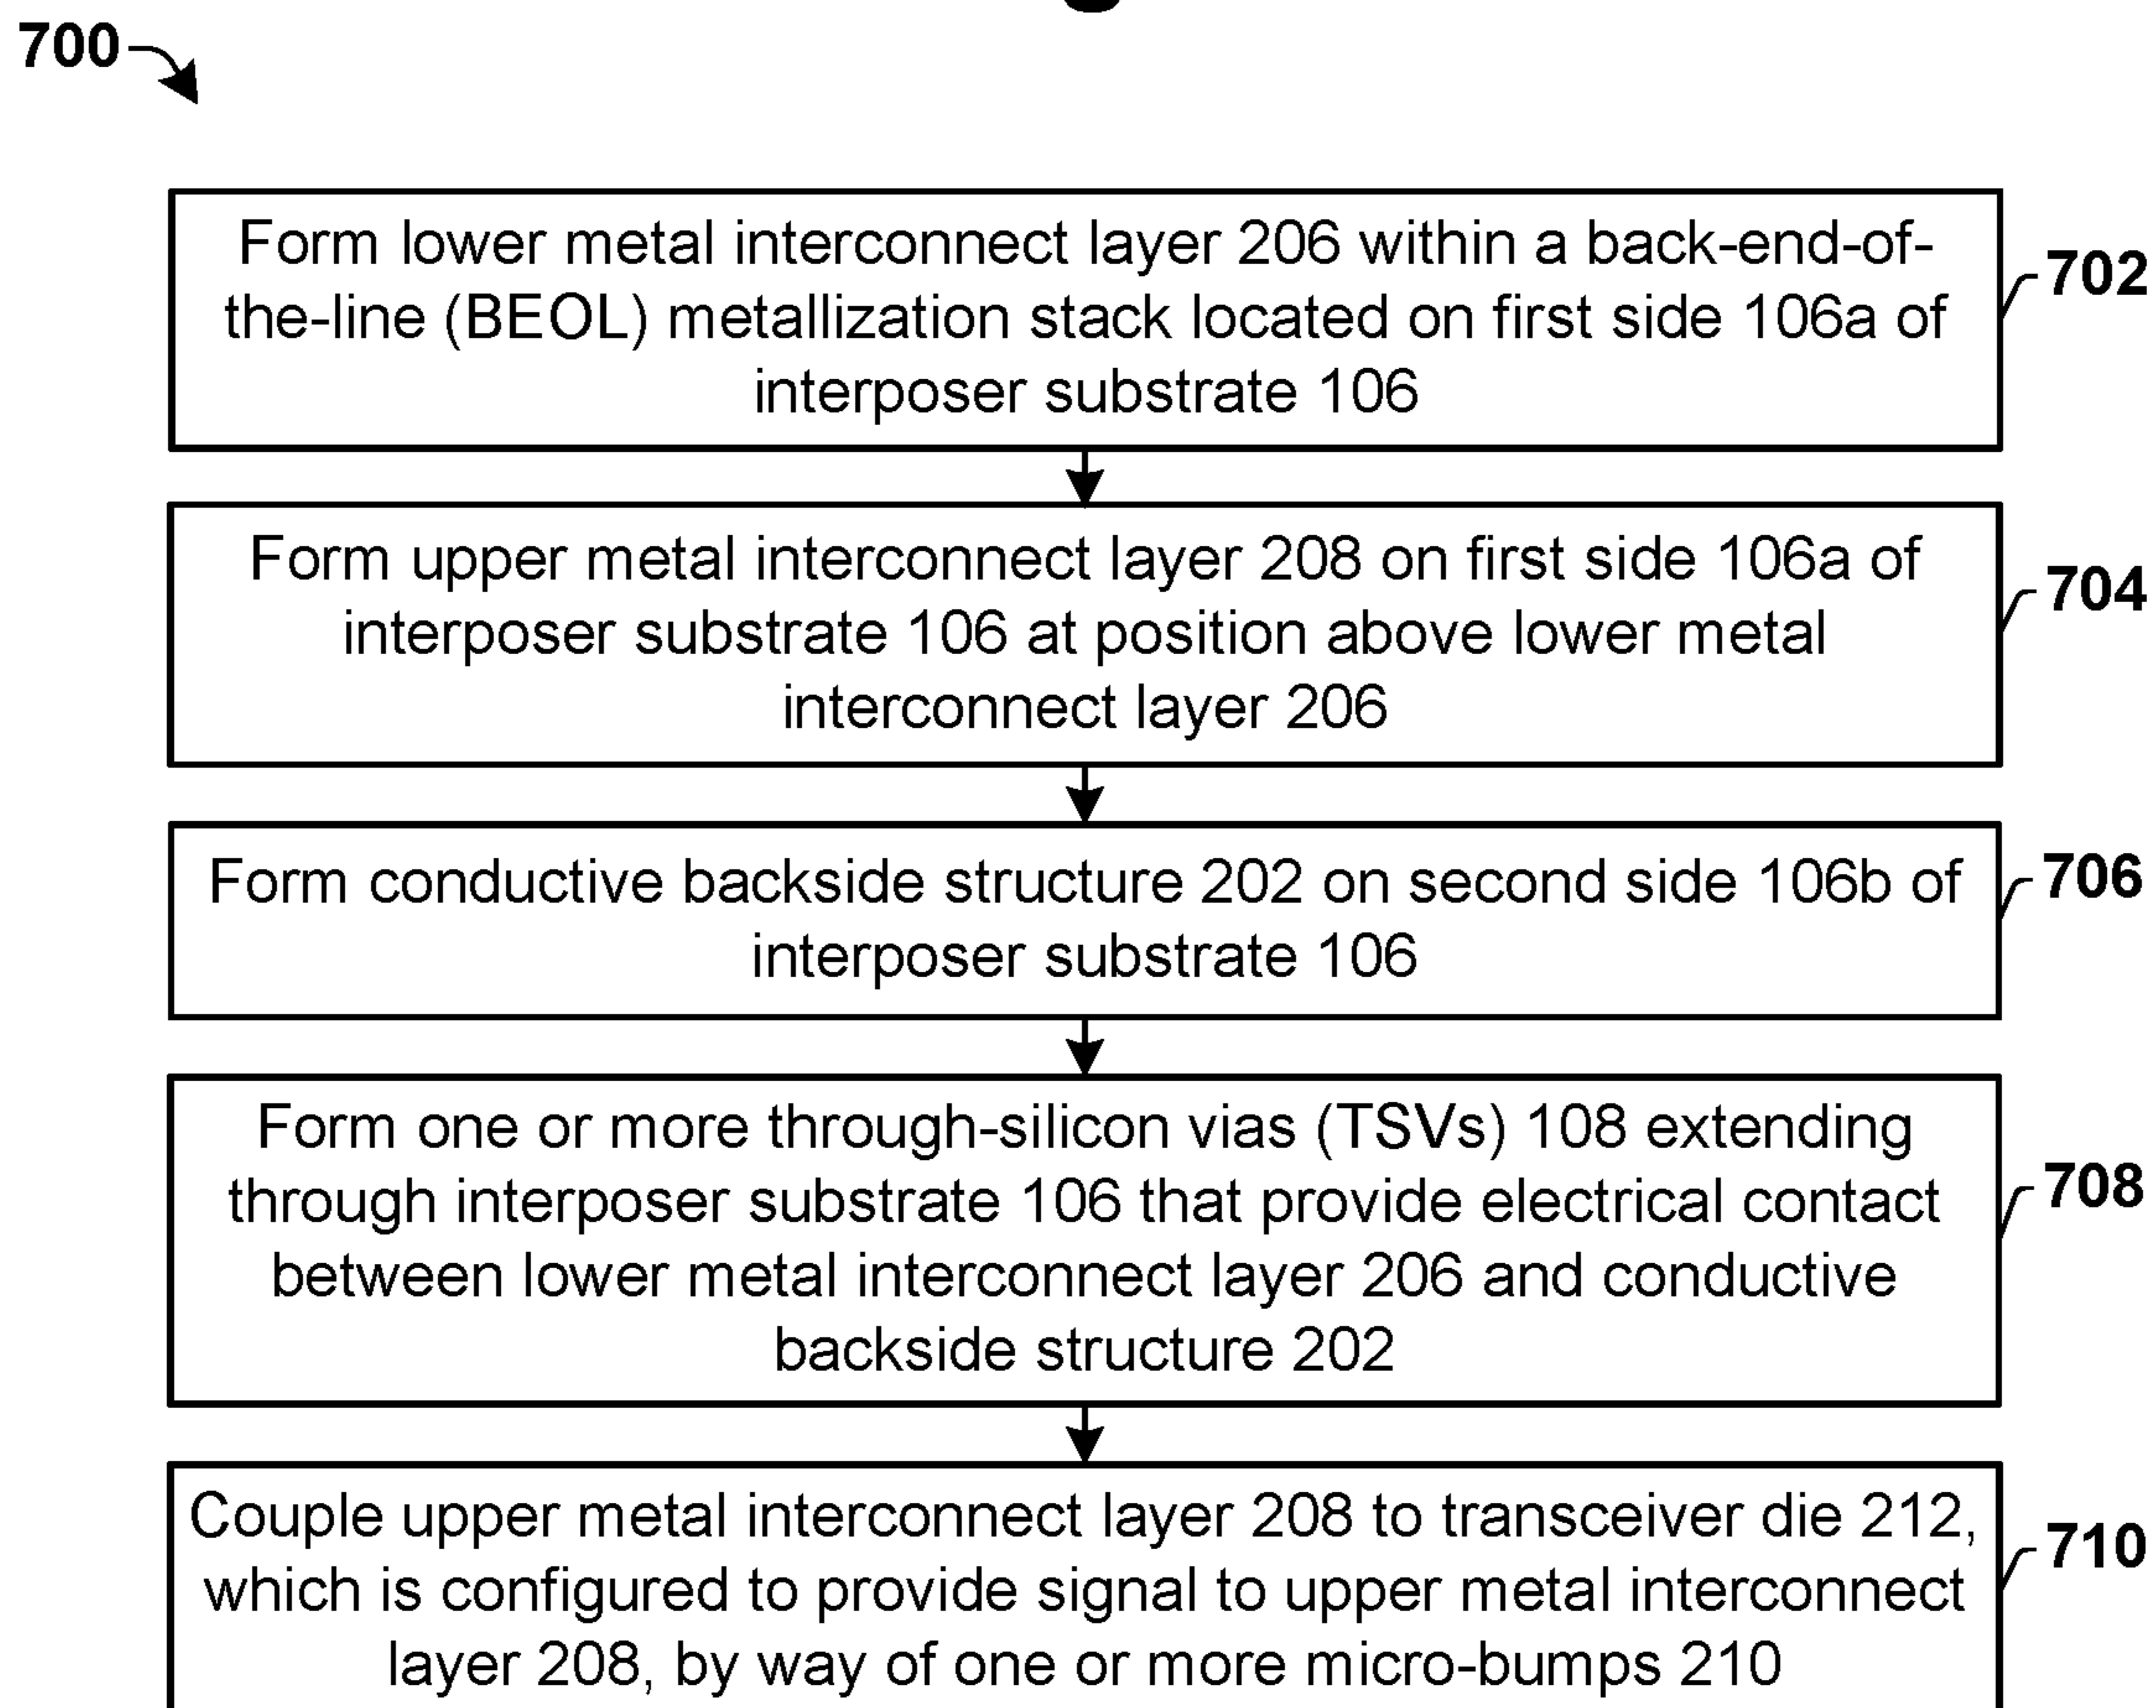 700
Form lower metal interconnect layer 206 within a back-end-of-
the-line (BEOL) metallization stack located on first side 106a of
interposer substrate 106
702
Form upper metal interconnect layer 208 on first side 106a of
interposer substrate 106 at position above lower metal
interconnect layer 206
704
Form conductive backside structure 202 on second side 106b of
interposer substrate 106
706
Form one or more through-silicon vias (TSVs) 108 extending
through interposer substrate 106 that provide electrical contact
between lower metal interconnect layer 206 and conductive
backside structure 202
708
Couple upper metal interconnect layer 208 to transceiver die 212,
which is configured to provide signal to upper metal interconnect
layer 208, by way of one or more micro-bumps 210
710